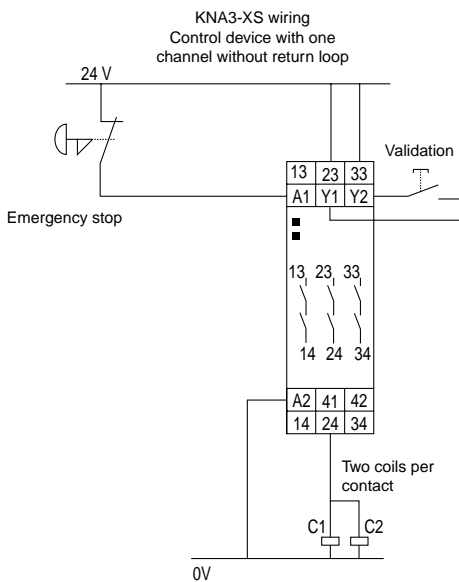 KNA3-XS wiring
Control device with one
channel without return loop
24 V
Validation
13 23 33
A1 Y1 Y2
Emergency stop
13 23 33
14 24 34
A2 41 42
14 24 34
Two coils per
contact
C1 C2
0V